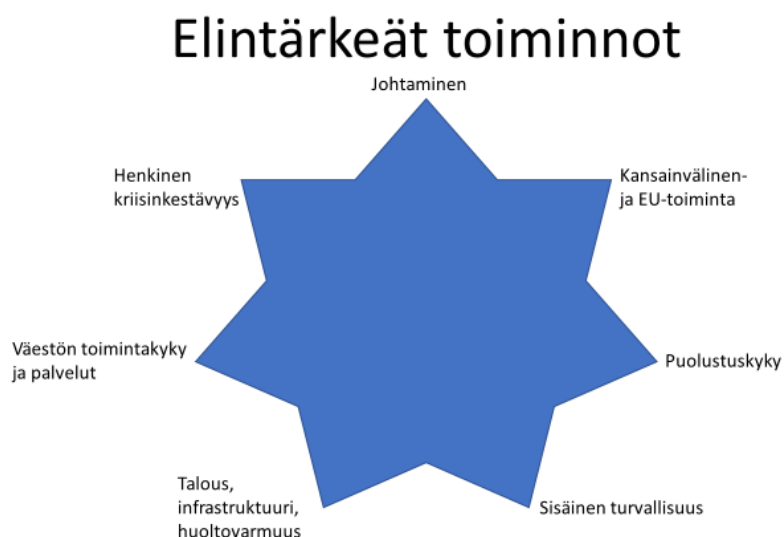 Elintärkeät toiminnot
Johtaminen
Kansainvälinen-
ja EU-toiminta
Puolustuskyky
Sisäinen turvallisuus
Talous,
infrastruktuuri,
huoltovarmuus
Väestön toimintakyky
ja palvelut
Henkinen
kriisinkestävyys